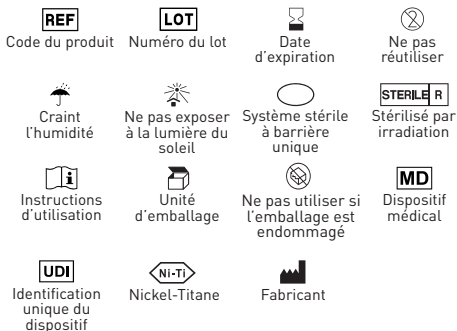 REF
Code du produit
LOT
Numéro du lot
Date
d'expiration
2
Ne pas
réutiliser
Craint
l'humidité
Ne pas exposer
à la lumière du
soleil
Système stérile
à barrière
unique
STERILE R
Stérilisé par
irradiation
i
Instructions
d'utilisation
Unité
d'emballage
Ne pas utiliser si
l'emballage est
endommagé
MD
Dispositif
médical
UDI
Identification
unique du
dispositif
Ni-Ti
Nickel-Titane
Fabricant